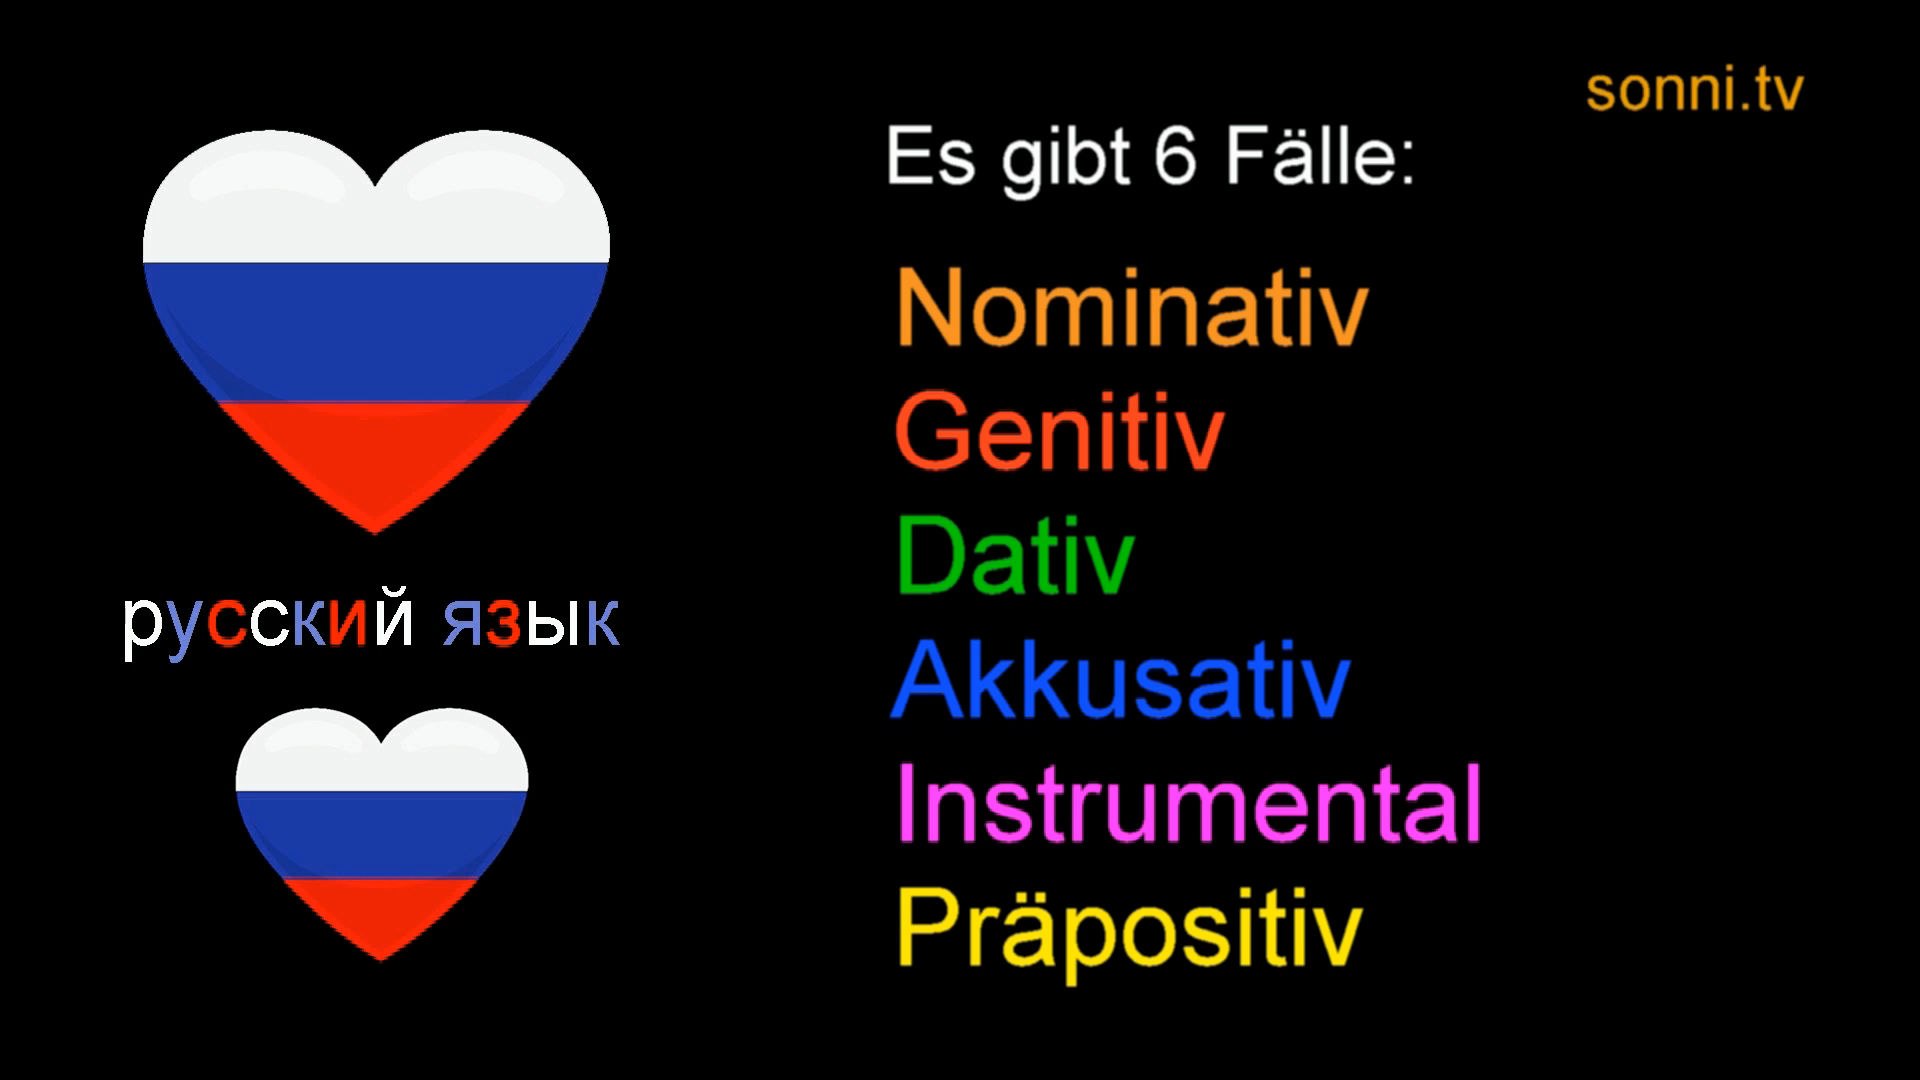 sonni.tv
Es gibt 6 Fälle:
Nominativ
Genitiv
Dativ
Akkusativ
Instrumental
Präpositiv
русский язык